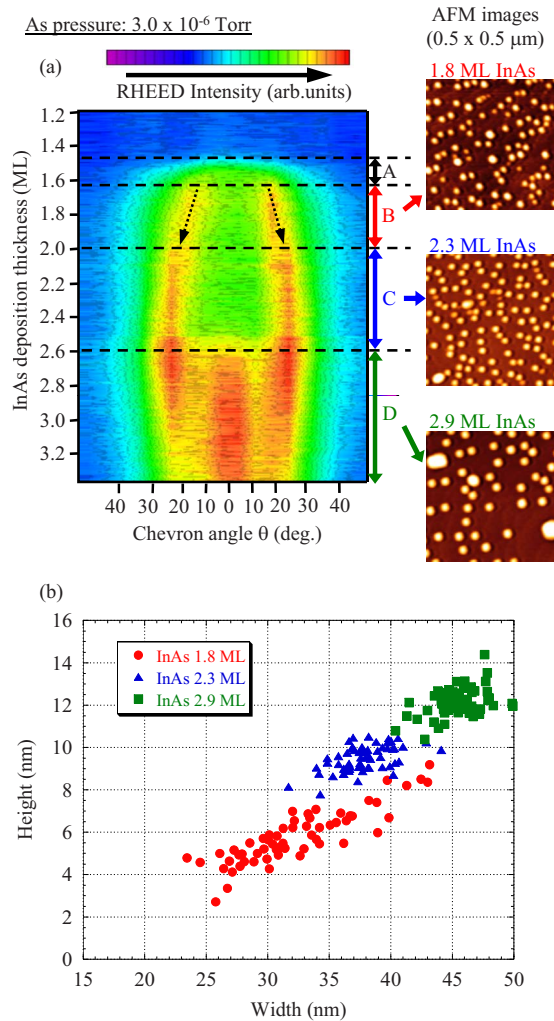 As pressure: 3.0 x 10-6 Torr
AFM images
(0.5 x 0.5 μm)
(a)
RHEED Intensity (arb.units)
1.8 ML InAs
InAs deposition thickness (ML)
1.2
1.4
1.6
1.8
2.0
2.2
2.4
2.6
2.8
3.0
3.2
A
B
C
D
2.3 ML InAs
2.9 ML InAs
40 30 20 10 0 10 20 30 40
Chevron angle θ (deg.)
(b)
Height (nm)
16
14
12
10
8
6
4
2
0
InAs 1.8 ML
InAs 2.3 ML
InAs 2.9 ML
15 20 25 30 35 40 45 50
Width (nm)